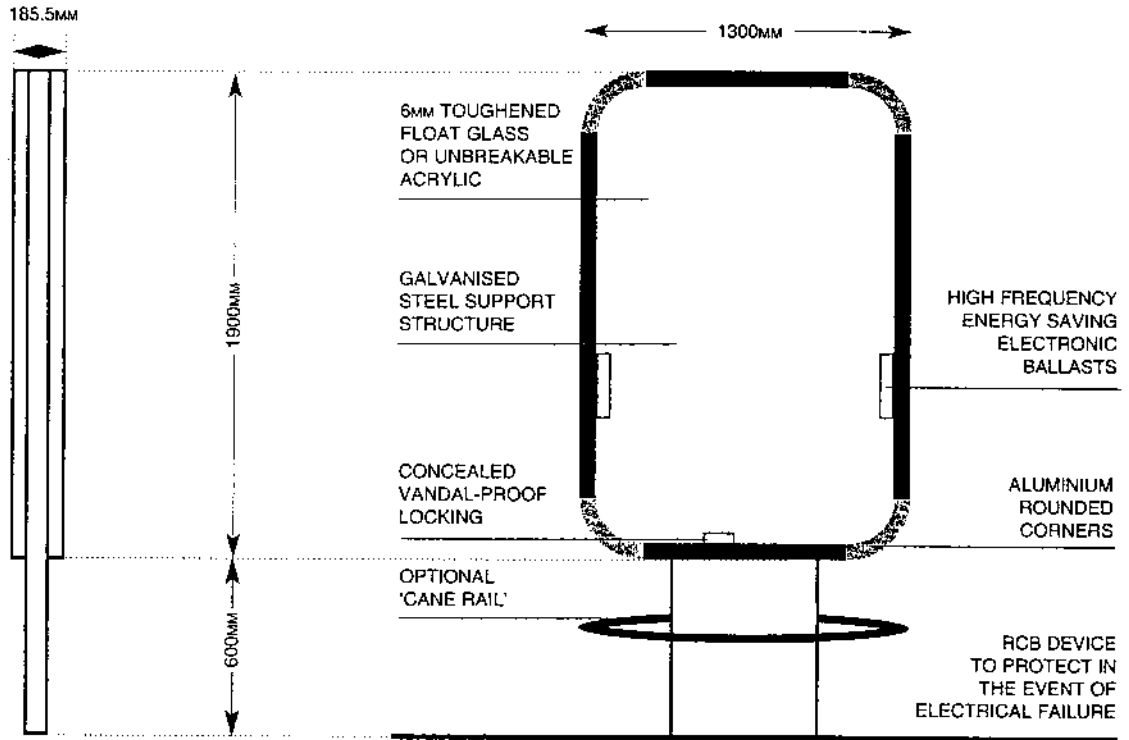 185.5MM
1300MM
6MM TOUGHENED
FLOAT GLASS
OR UNBREAKABLE
ACRYLIC
1900MM
GALVANISED
STEEL SUPPORT
STRUCTURE
HIGH FREQUENCY
ENERGY SAVING
ELECTRONIC
BALLASTS
CONCEALED
VANDAL-PROOF
LOCKING
ALUMINIUM
ROUNDED
CORNERS
OPTIONAL
'CANE RAIL'
600MM
RCB DEVICE
TO PROTECT IN
THE EVENT OF
ELECTRICAL FAILURE